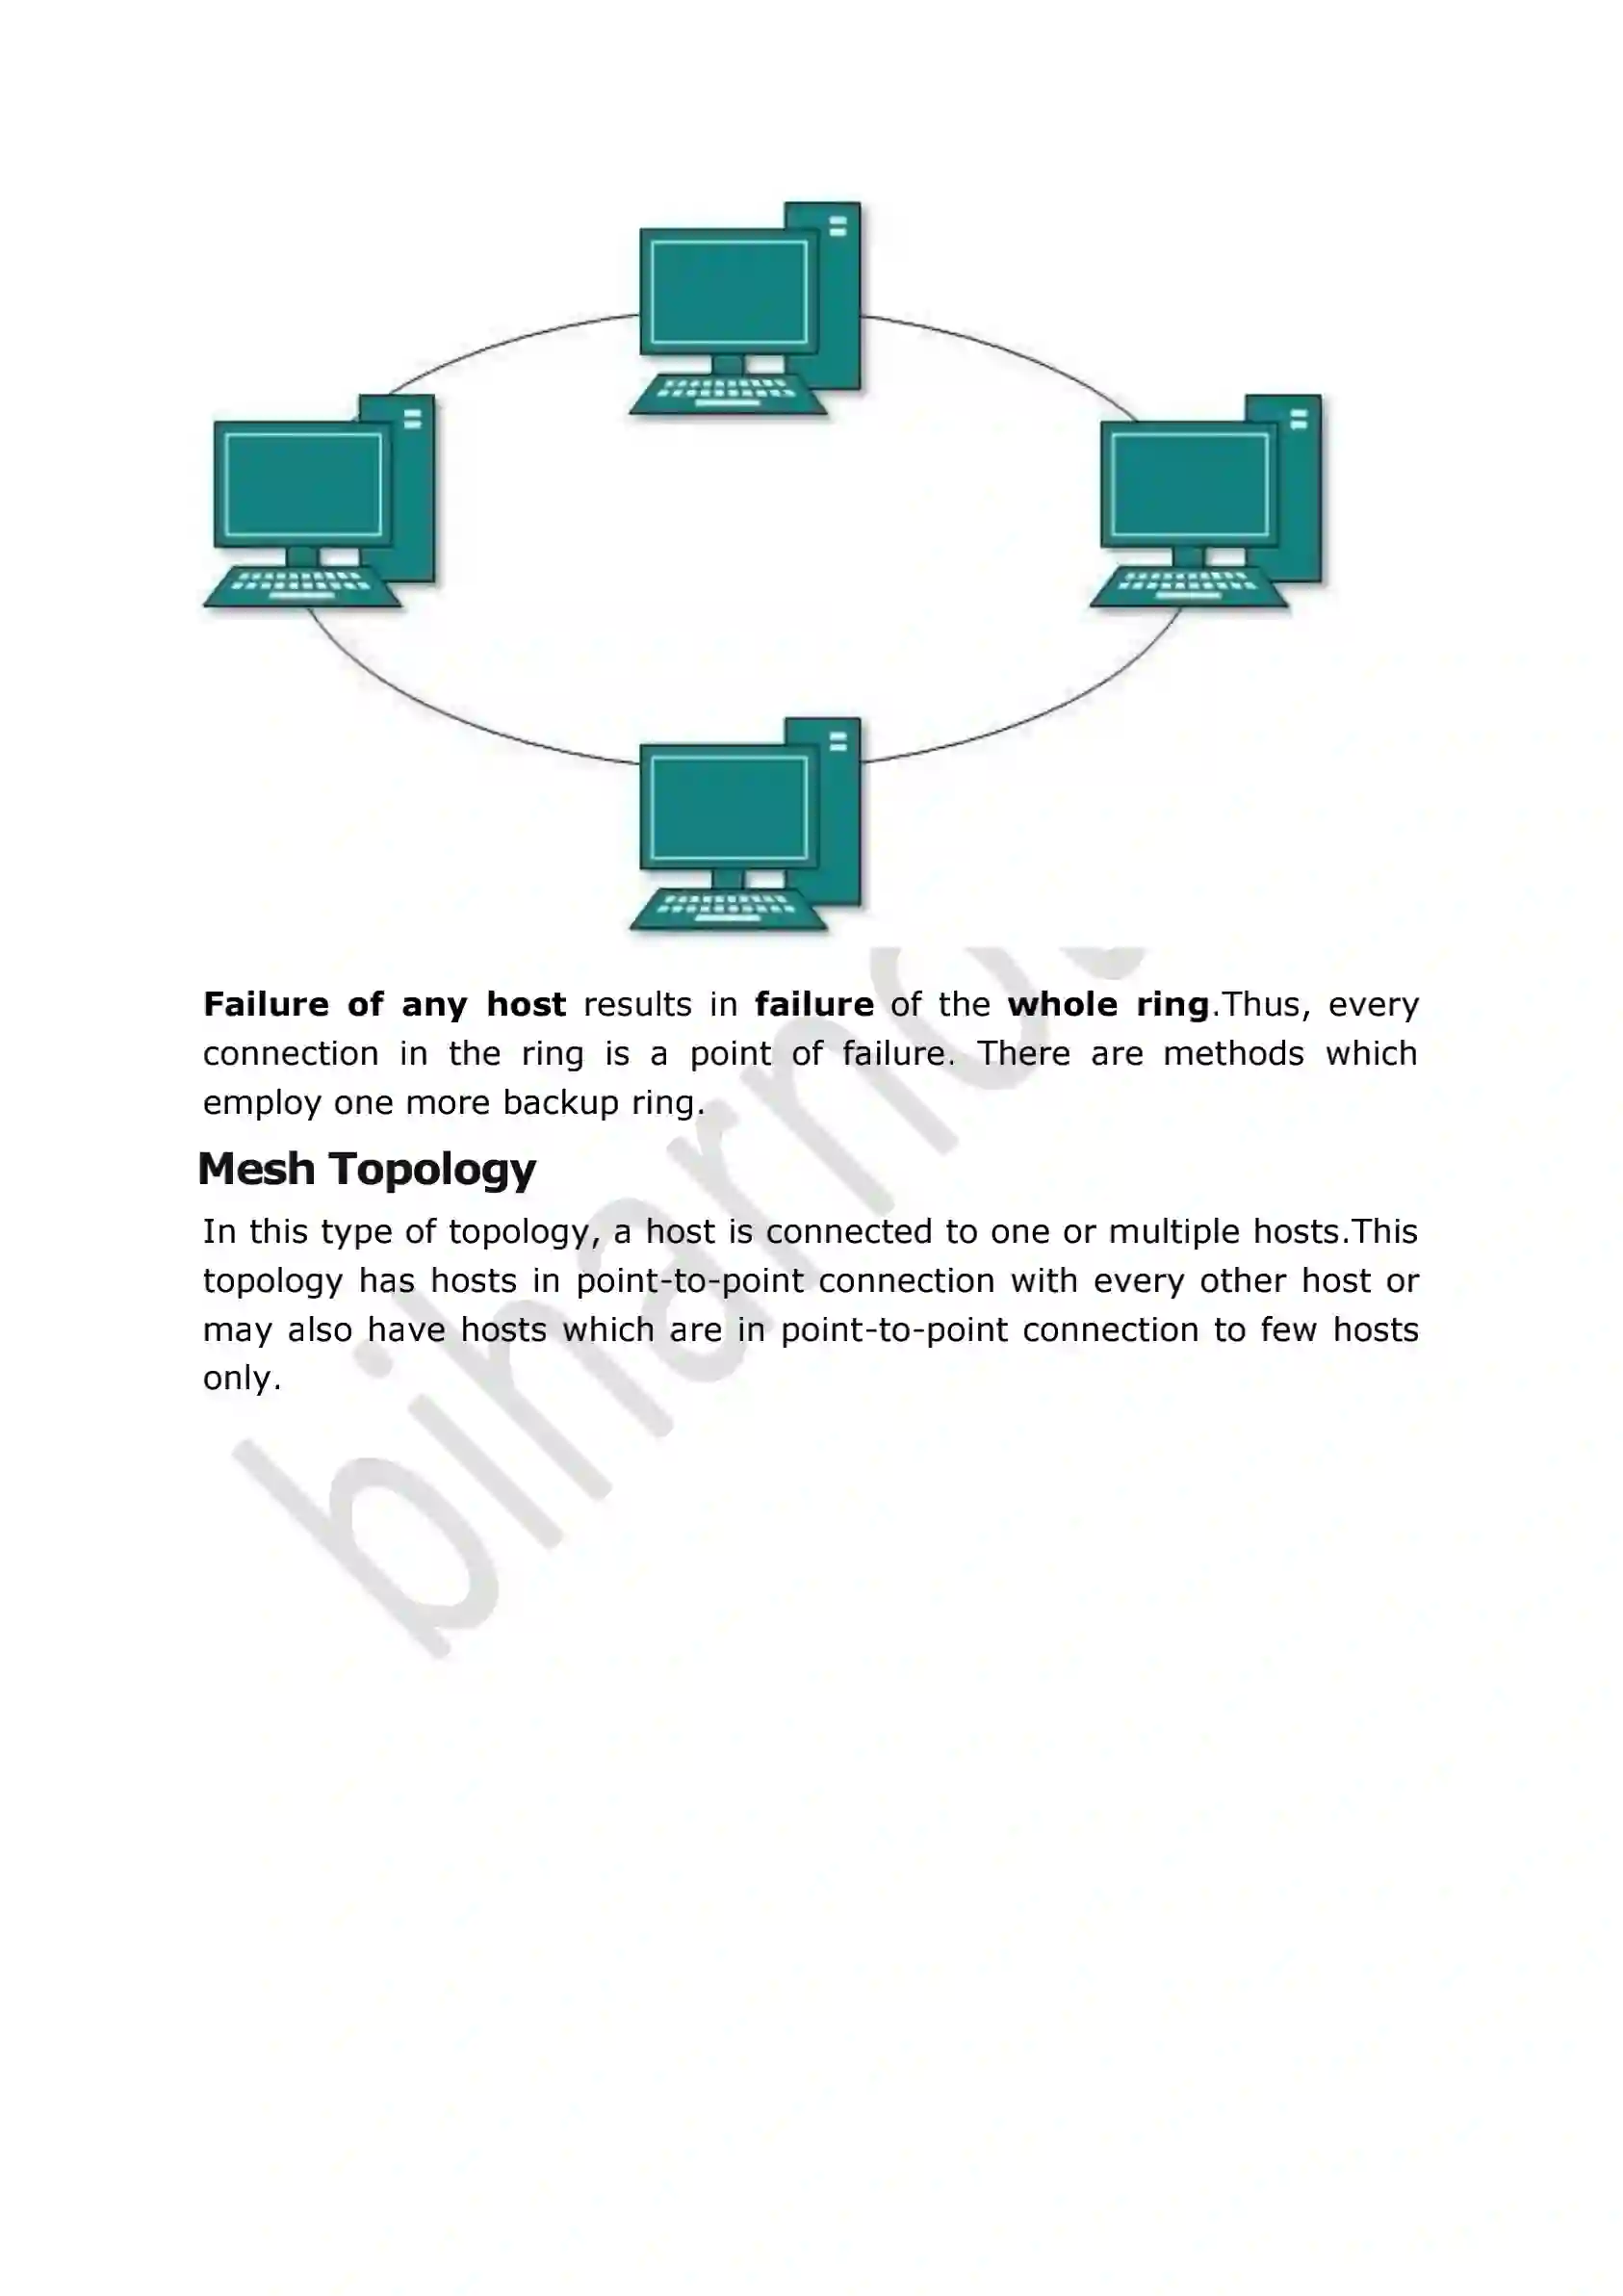 Failure of any host results in failure of the whole ring.Thus, every
connection in the ring is a point of failure. There are methods which
employ one more backup ring.
Mesh Topology
In this type of topology, a host is connected to one or multiple hosts.This
topology has hosts in point-to-point connection with every other host or
may also have hosts which are in point-to-point connection to few hosts
only.